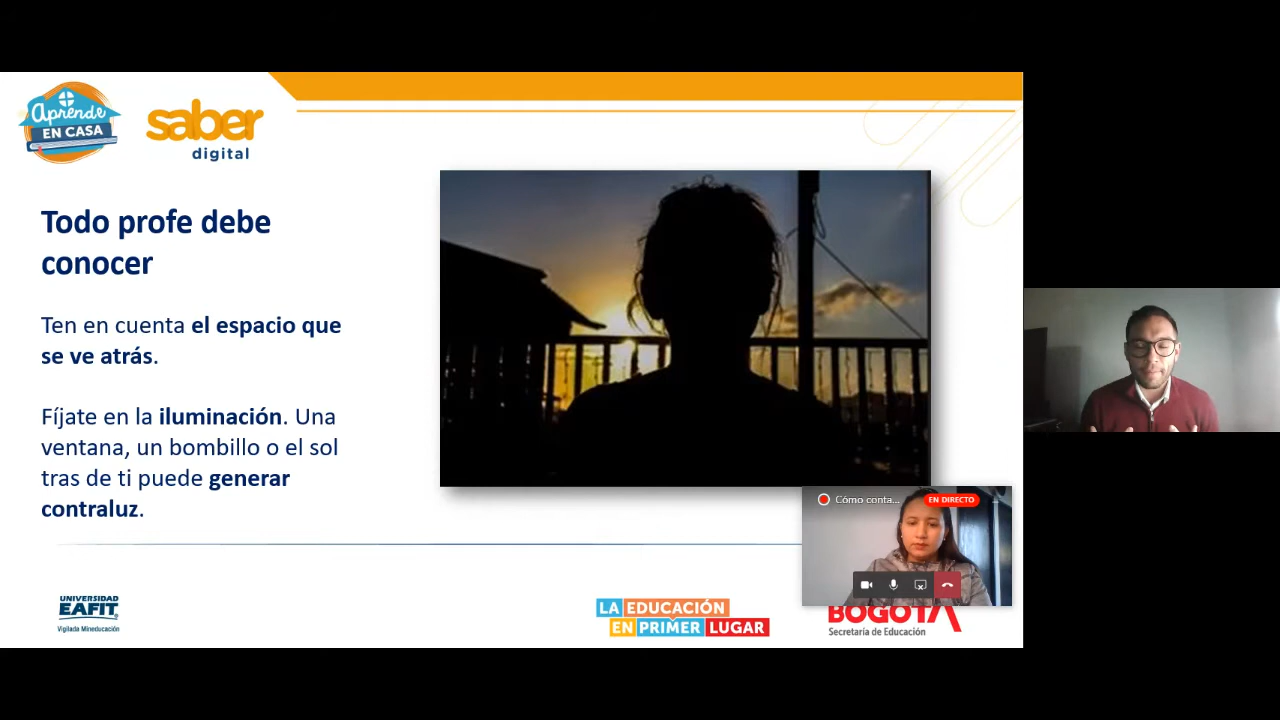 Aprende
EN CASA
saber
digital
Todo profe debe
conocer
Ten en cuenta el espacio que
se ve atrás.
Fíjate en la iluminación. Una
ventana, un bombillo o el sol
tras de ti puede generar
contraluz.
Cómo conta...
EN DIRECTO
UNIVERSIDAD
EAFIT
Vigilada Mineducación
LA EDUCACIÓN
EN PRIMER LUGAR
BOGOTÁ
Secretaría de Educación